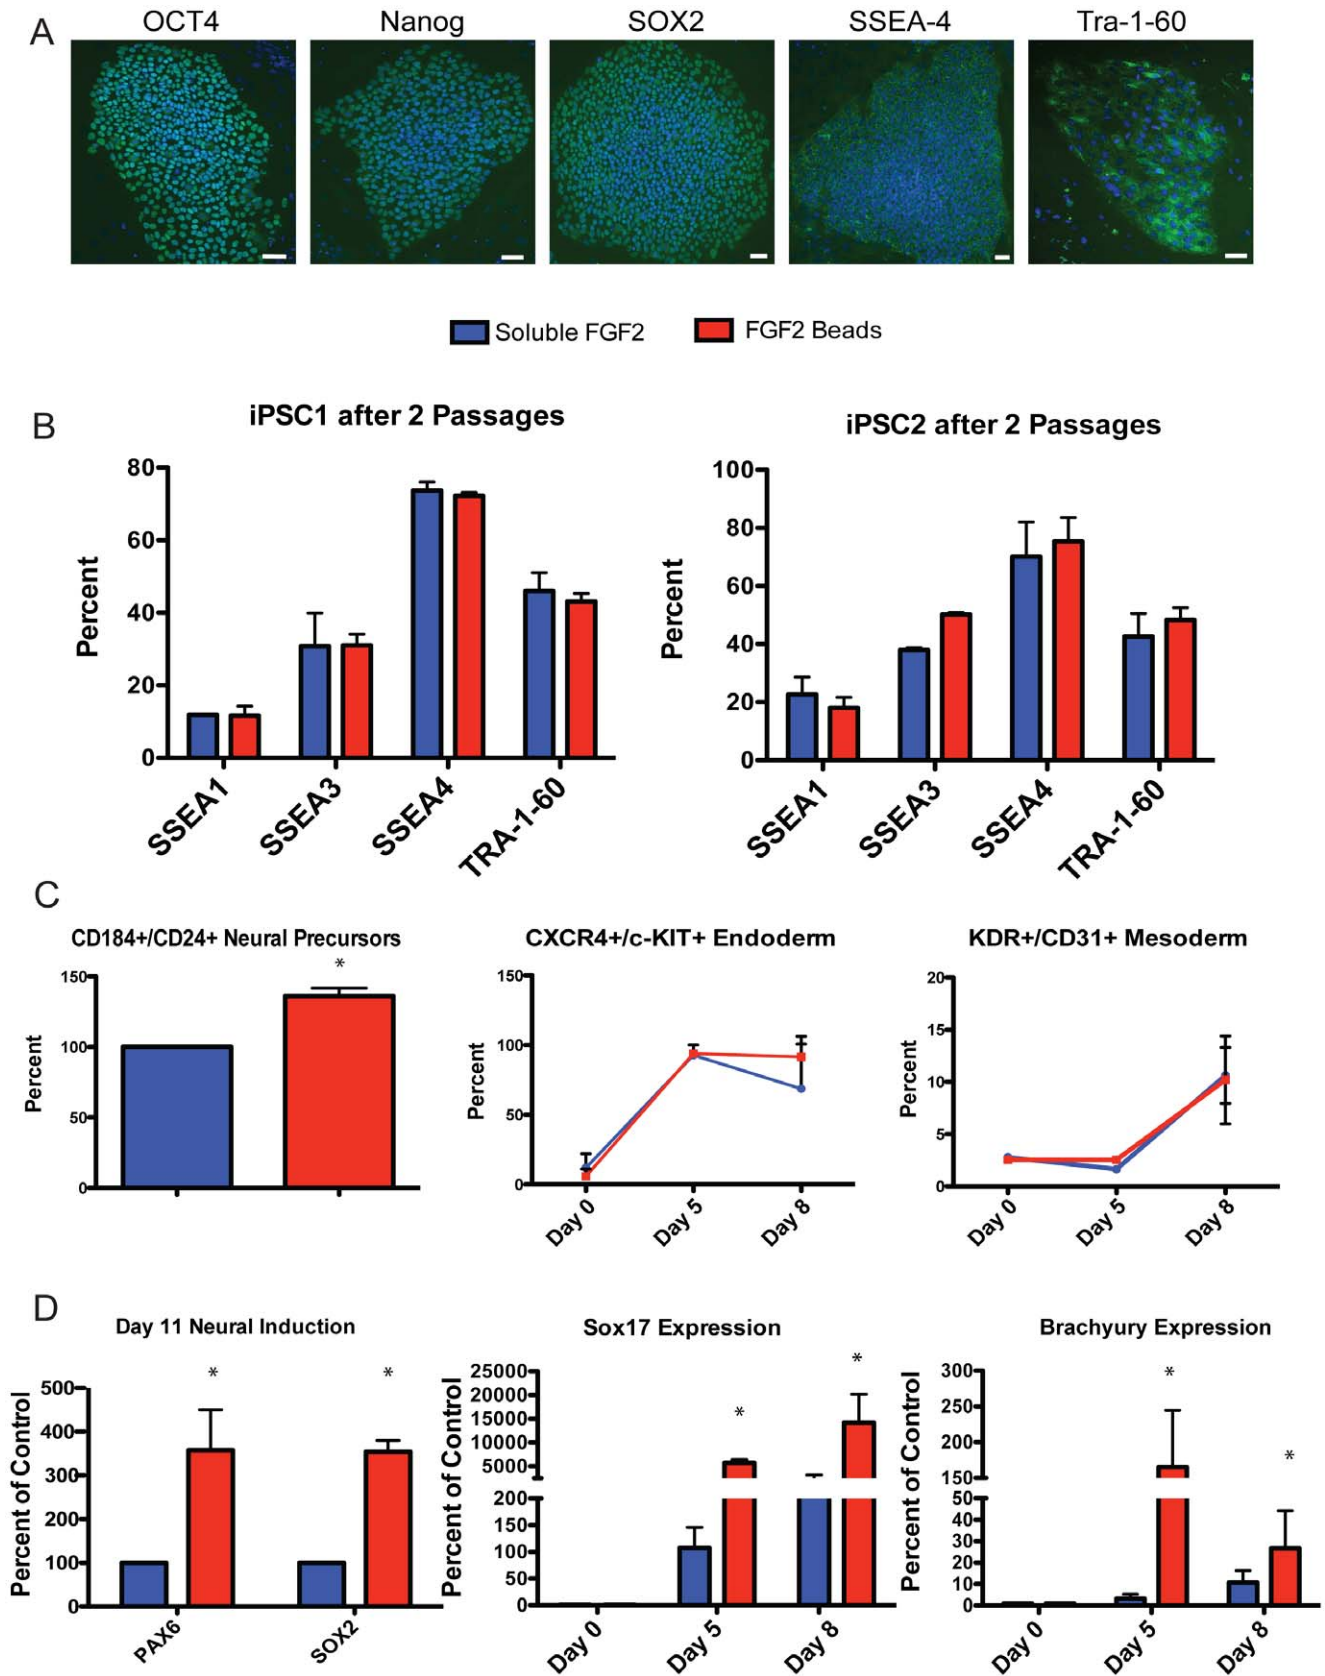 A
OCT4 Nanog SOX2 SSEA-4 Tra-1-60
Soluble FGF2 FGF2 Beads
B
iPSC1 after 2 Passages
Percent
80
60
40
20
0
SSEA1 SSEA3 SSEA4 TRA-1-60
iPSC2 after 2 Passages
Percent
100
80
60
40
20
0
SSEA1 SSEA3 SSEA4 TRA-1-60
C
CD184+/CD24+ Neural Precursors
*
Percent
150
100
50
0
CXCR4+/c-KIT+ Endoderm
Percent
150
100
50
0
Day 0 Day 5 Day 8
KDR+/CD31+ Mesoderm
Percent
20
15
10
5
0
Day 0 Day 5 Day 8
D
Day 11 Neural Induction
* *
Percent of Control
500
400
300
200
100
0
PAX6 SOX2
Sox17 Expression
* *
Percent of Control
25000
20000
15000
10000
5000
200
150
100
50
0
Day 0 Day 5 Day 8
Brachyury Expression
* *
Percent of Control
300
250
200
150
50
40
30
20
10
0
Day 0 Day 5 Day 8